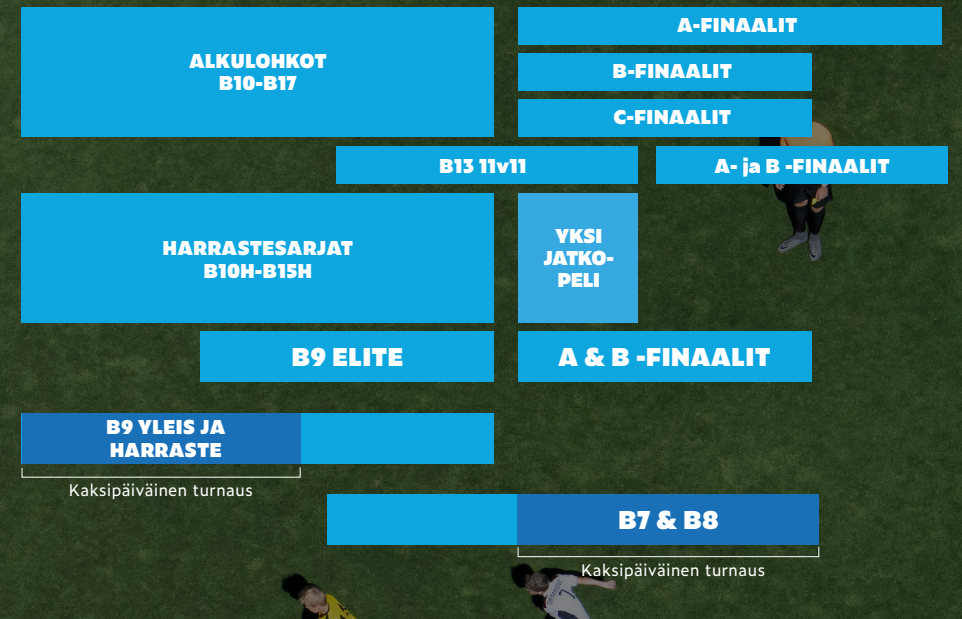 ALKULOHKOT
B10-B17
A-FINAALIT
B-FINAALIT
C-FINAALIT
B13 11v11
A- ja B -FINAALIT
HARRASTESARJAT
B10H-B15H
YKSI
JATKO-
PELI
B9 ELITE
A & B -FINAALIT
B9 YLEIS JA
HARRASTE
Kaksipäiväinen turnaus
B7 & B8
Kaksipäiväinen turnaus